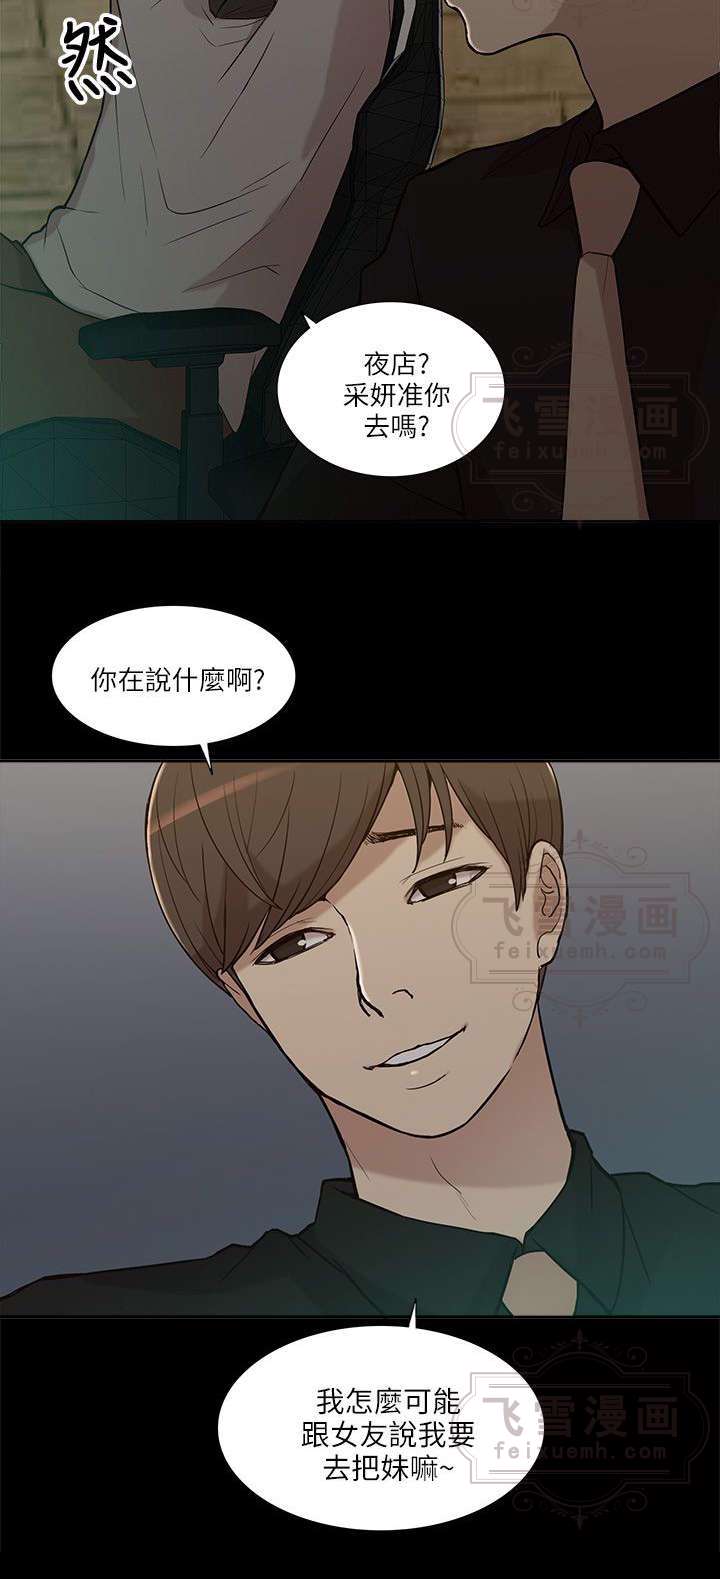 然
夜店?
采妍准你
去嗎?
飞雪漫画
feixuemh.com
你在說什麼啊?
飞雪漫画
feixuemh.com
我怎麼可能
跟女友說我要
去把妹嘛~
飞雪漫画
feixuemh.com